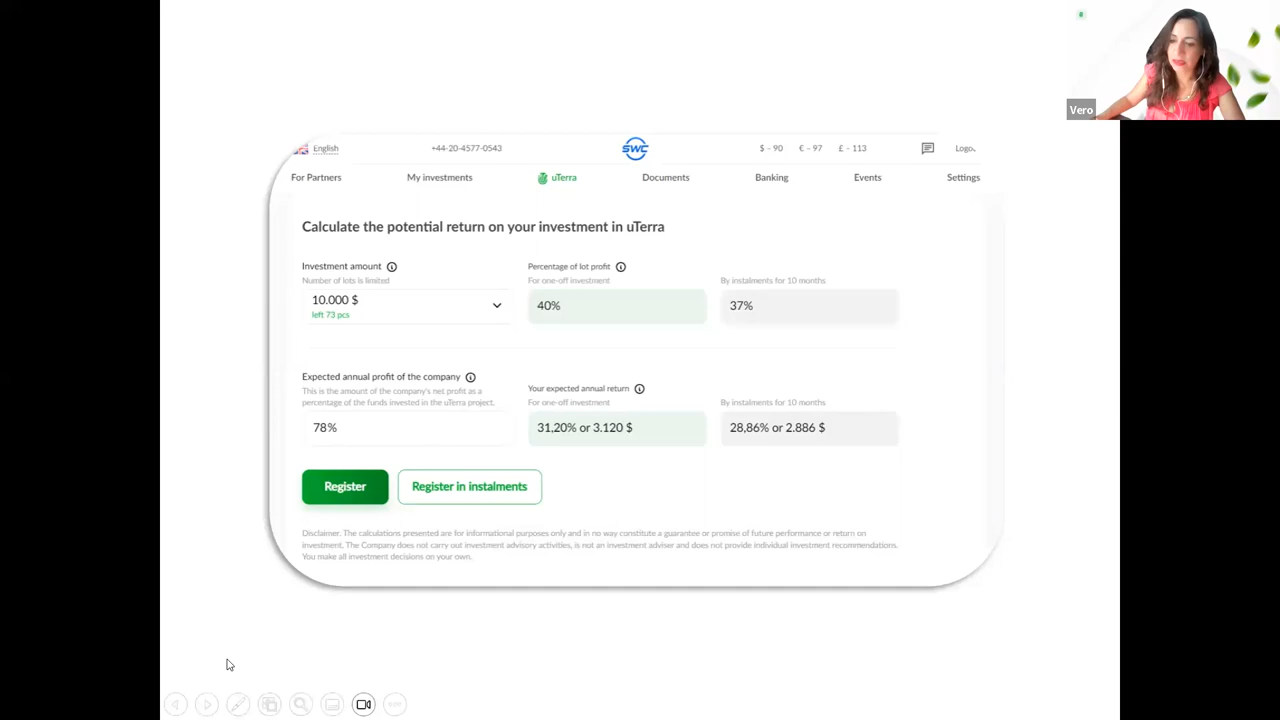 Vero
English
+44-20-4577-0543
SWC
$ - 90 € - 97 £ - 113
For Partners My investments uTerra Documents Banking Events Settings
Calculate the potential return on your investment in uTerra
Investment amount
Number of lots is limited
10.000 $
left 73 pcs
Percentage of lot profit
For one-off investment
40%
By instalments for 10 months
37%
Expected annual profit of the company
This is the amount of the company's net profit as a
percentage of the funds invested in the uTerra project.
78%
Your expected annual return
For one-off investment
31,20% or 3.120 $
By instalments for 10 months
28,86% or 2.886 $
Register
Register in instalments
Disclaimer. The calculations presented are for informational purposes only and in no way constitute a guarantee or promise of future performance or return on
investment. The Company does not carry out investment advisory activities, is not an investment adviser and does not provide individual investment recommendations.
You make all investment decisions on your own.